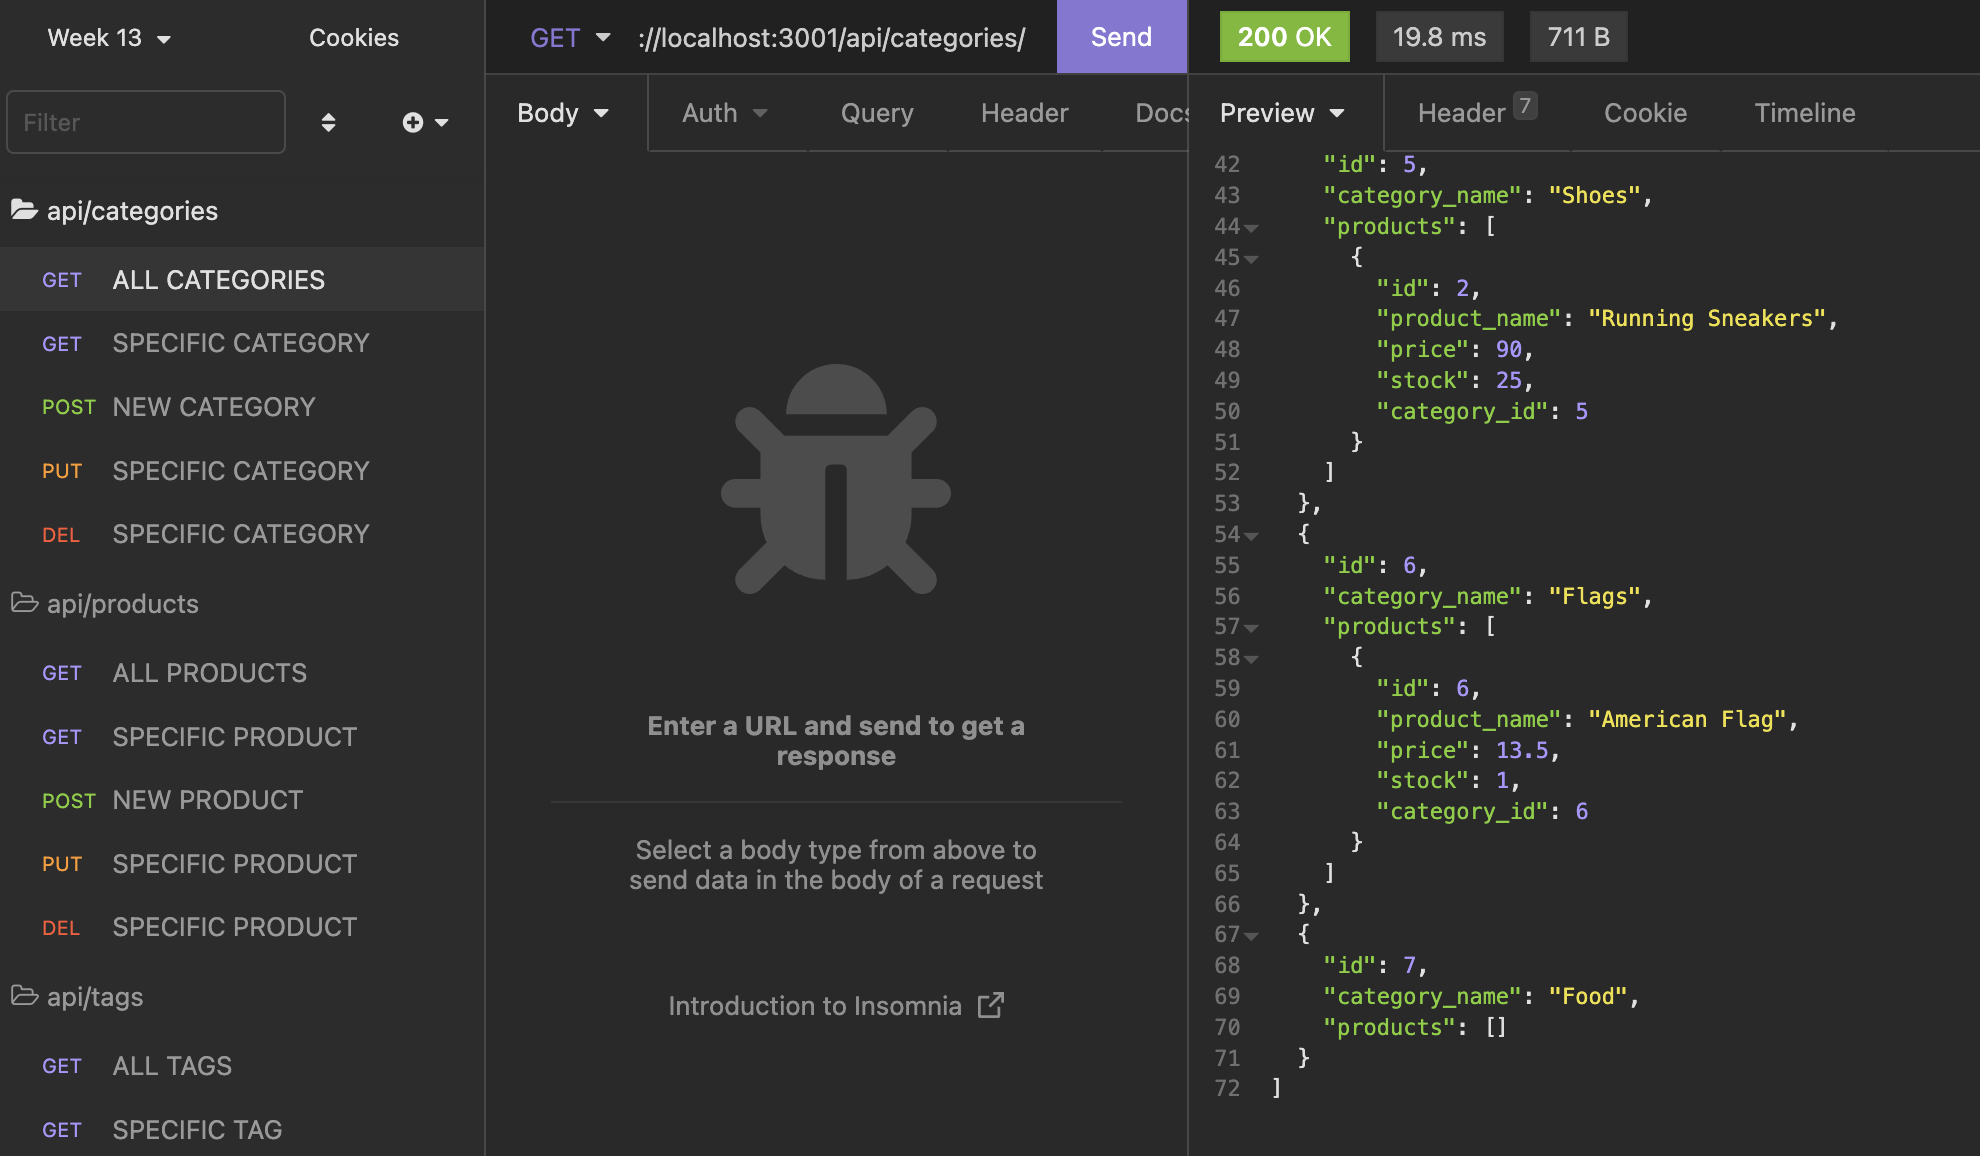 Week 13
Cookies
Filter
api/categories
GET ALL CATEGORIES
GET SPECIFIC CATEGORY
POST NEW CATEGORY
PUT SPECIFIC CATEGORY
DEL SPECIFIC CATEGORY
api/products
GET ALL PRODUCTS
GET SPECIFIC PRODUCT
POST NEW PRODUCT
PUT SPECIFIC PRODUCT
DEL SPECIFIC PRODUCT
api/tags
GET ALL TAGS
GET SPECIFIC TAG
GET ://localhost:3001/api/categories/ Send
Body Auth Query Header Docs
Enter a URL and send to get a
response
Select a body type from above to
send data in the body of a request
Introduction to Insomnia
200 OK 19.8 ms 711 B
Preview Header 7 Cookie Timeline
42 "id": 5,
43 "category_name": "Shoes",
44 "products": [
45 {
46 "id": 2,
47 "product_name": "Running Sneakers",
48 "price": 90,
49 "stock": 25,
50 "category_id": 5
51 }
52 ]
53 },
54 {
55 "id": 6,
56 "category_name": "Flags",
57 "products": [
58 {
59 "id": 6,
60 "product_name": "American Flag",
61 "price": 13.5,
62 "stock": 1,
63 "category_id": 6
64 }
65 ]
66 },
67 {
68 "id": 7,
69 "category_name": "Food",
70 "products": []
71 }
72 ]